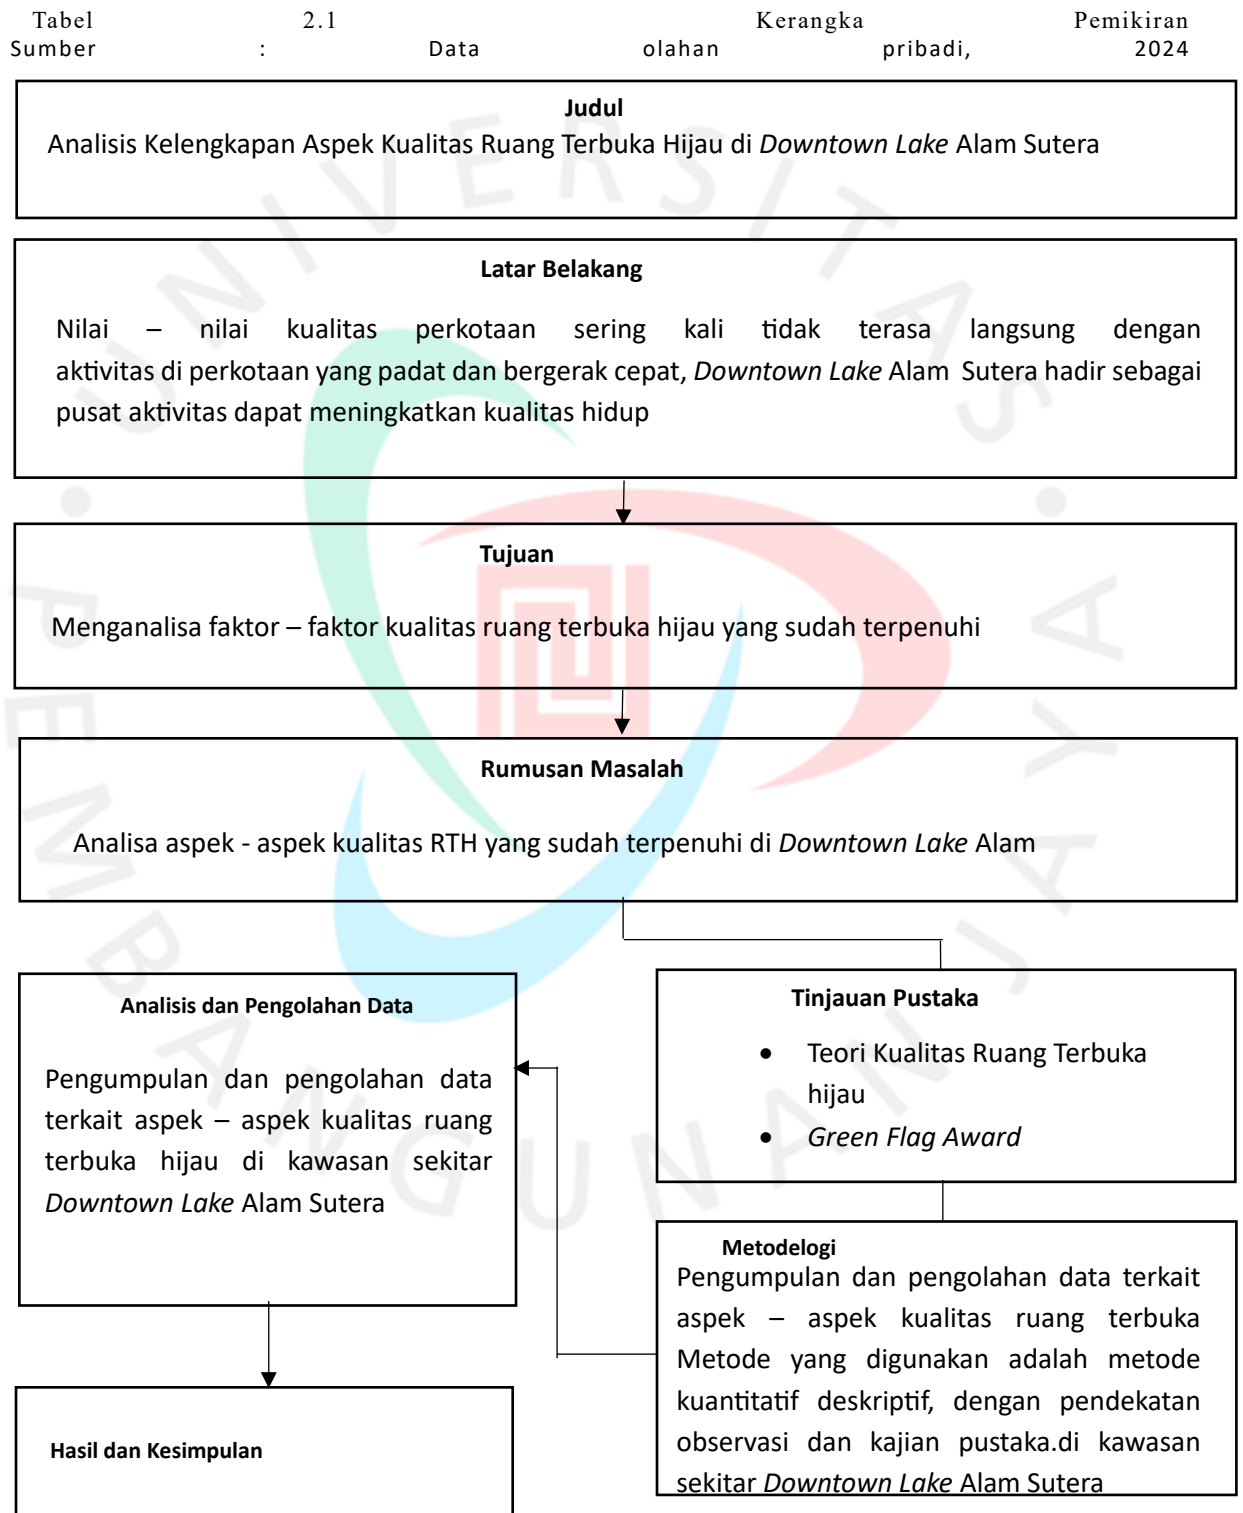 Tabel 2.1 Kerangka Pemikiran
Sumber : Data olahan pribadi, 2024
Judul
Analisis Kelengkapan Aspek Kualitas Ruang Terbuka Hijau di Downtown Lake Alam Sutera
Latar Belakang
Nilai – nilai kualitas perkotaan sering kali tidak terasa langsung dengan
aktivitas di perkotaan yang padat dan bergerak cepat, Downtown Lake Alam Sutera hadir sebagai
pusat aktivitas dapat meningkatkan kualitas hidup
Tujuan
Menganalisa faktor – faktor kualitas ruang terbuka hijau yang sudah terpenuhi
Rumusan Masalah
Analisa aspek - aspek kualitas RTH yang sudah terpenuhi di Downtown Lake Alam
Tinjauan Pustaka
• Teori Kualitas Ruang Terbuka
hijau
• Green Flag Award
Metodelogi
Pengumpulan dan pengolahan data terkait
aspek – aspek kualitas ruang terbuka
Metode yang digunakan adalah metode
kuantitatif deskriptif, dengan pendekatan
observasi dan kajian pustaka.di kawasan
sekitar Downtown Lake Alam Sutera
Analisis dan Pengolahan Data
Pengumpulan dan pengolahan data
terkait aspek – aspek kualitas ruang
terbuka hijau di kawasan sekitar
Downtown Lake Alam Sutera
Hasil dan Kesimpulan
UNIVERSITAS PEMBANGUNAN JAYA